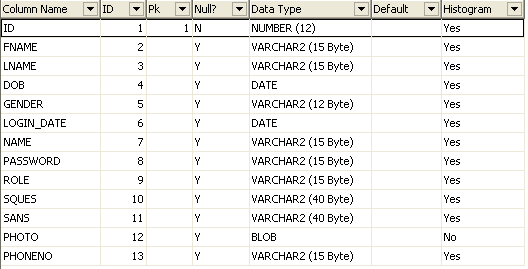 Column Name ID Pk Null? Data Type Default Histogram
ID 1 1 N NUMBER (12) Yes
FNAME 2 Y VARCHAR2 (15 Byte) Yes
LNAME 3 Y VARCHAR2 (15 Byte) Yes
DOB 4 Y DATE Yes
GENDER 5 Y VARCHAR2 (12 Byte) Yes
LOGIN_DATE 6 Y DATE Yes
NAME 7 Y VARCHAR2 (15 Byte) Yes
PASSWORD 8 Y VARCHAR2 (15 Byte) Yes
ROLE 9 Y VARCHAR2 (15 Byte) Yes
SQUES 10 Y VARCHAR2 (40 Byte) Yes
SANS 11 Y VARCHAR2 (40 Byte) Yes
PHOTO 12 Y BLOB No
PHONENO 13 Y VARCHAR2 (15 Byte) Yes